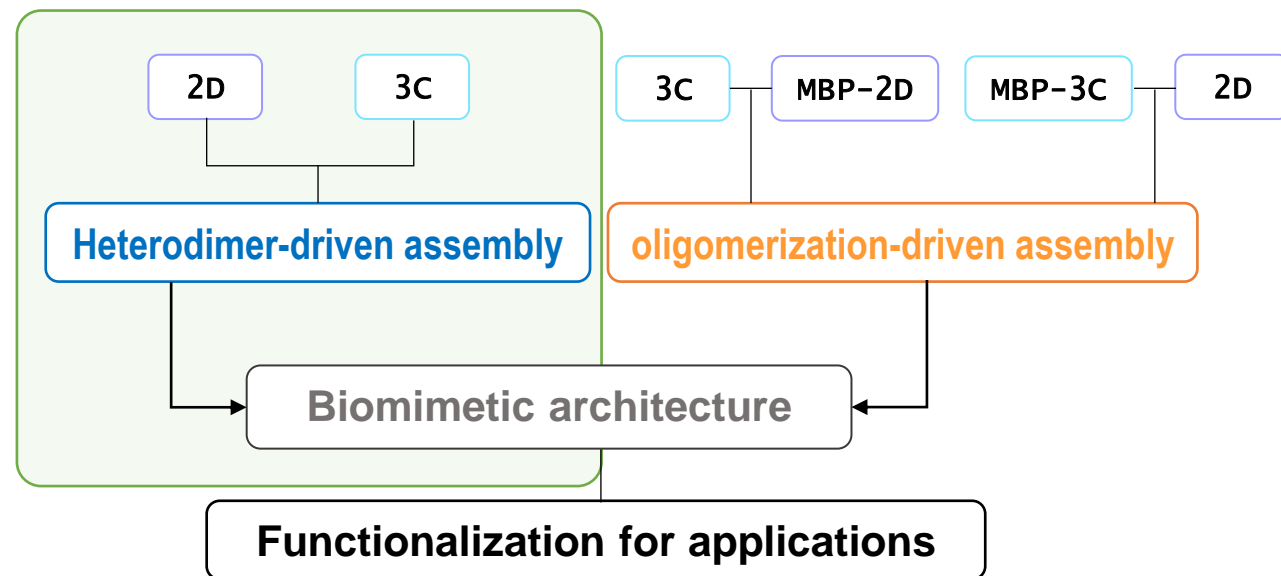 2D
3C
3C
MBP-2D
MBP-3C
2D
Heterodimer-driven assembly
oligomerization-driven assembly
Biomimetic architecture
Functionalization for applications